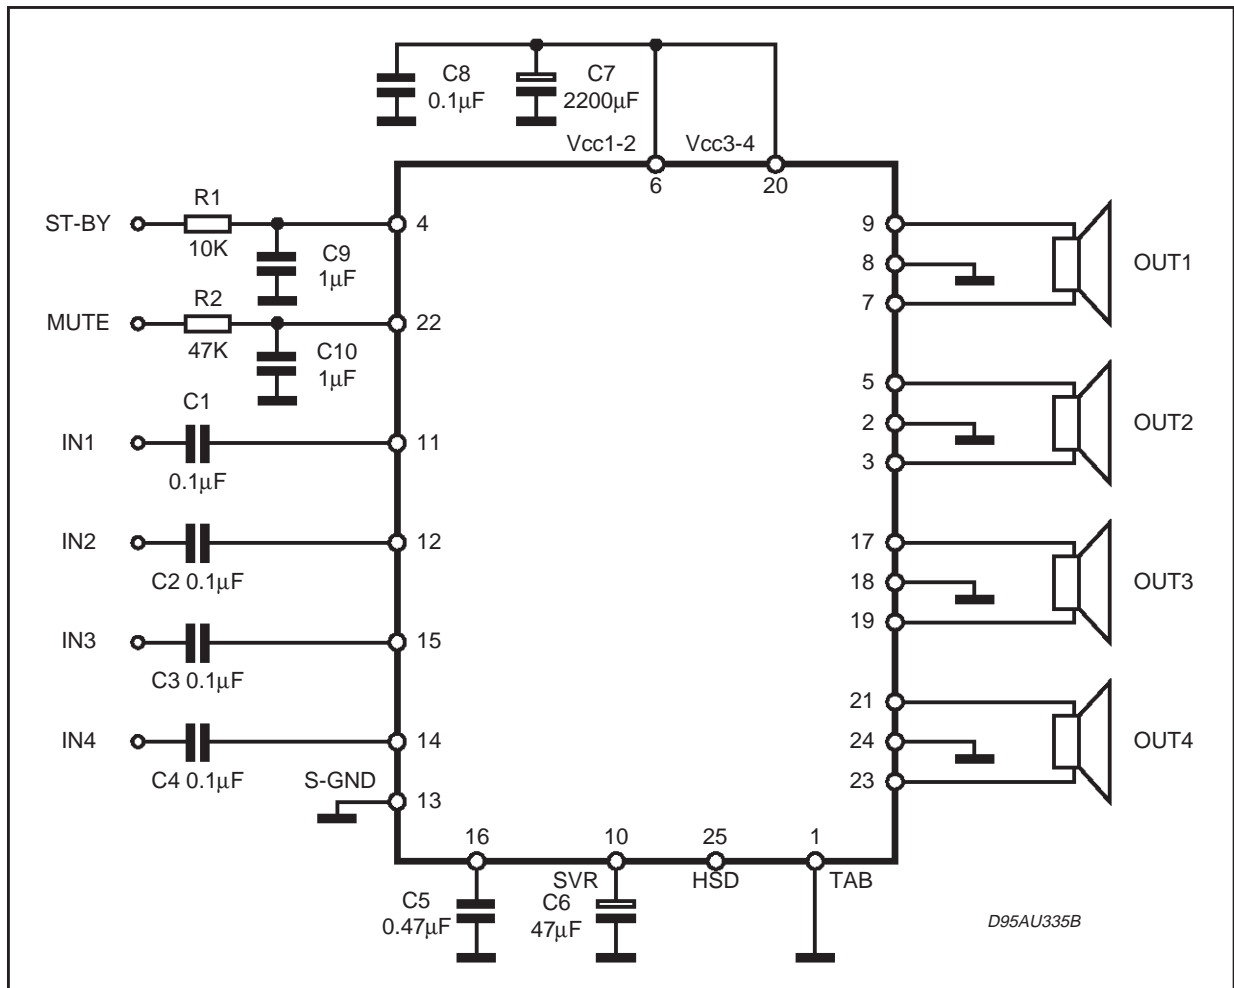 C8
0.1µF
C7
2200µF
Vcc1-2
Vcc3-4
6
20
ST-BY
R1
10K
C9
1µF
4
MUTE
R2
47K
C10
1µF
22
IN1
C1
0.1µF
11
IN2
C2 0.1µF
12
IN3
C3 0.1µF
15
IN4
C4 0.1µF
14
S-GND
13
9
8
7
OUT1
5
2
3
OUT2
17
18
19
OUT3
21
24
23
OUT4
16
10
25
1
SVR
HSD
TAB
C5
0.47µF
C6
47µF
D95AU335B